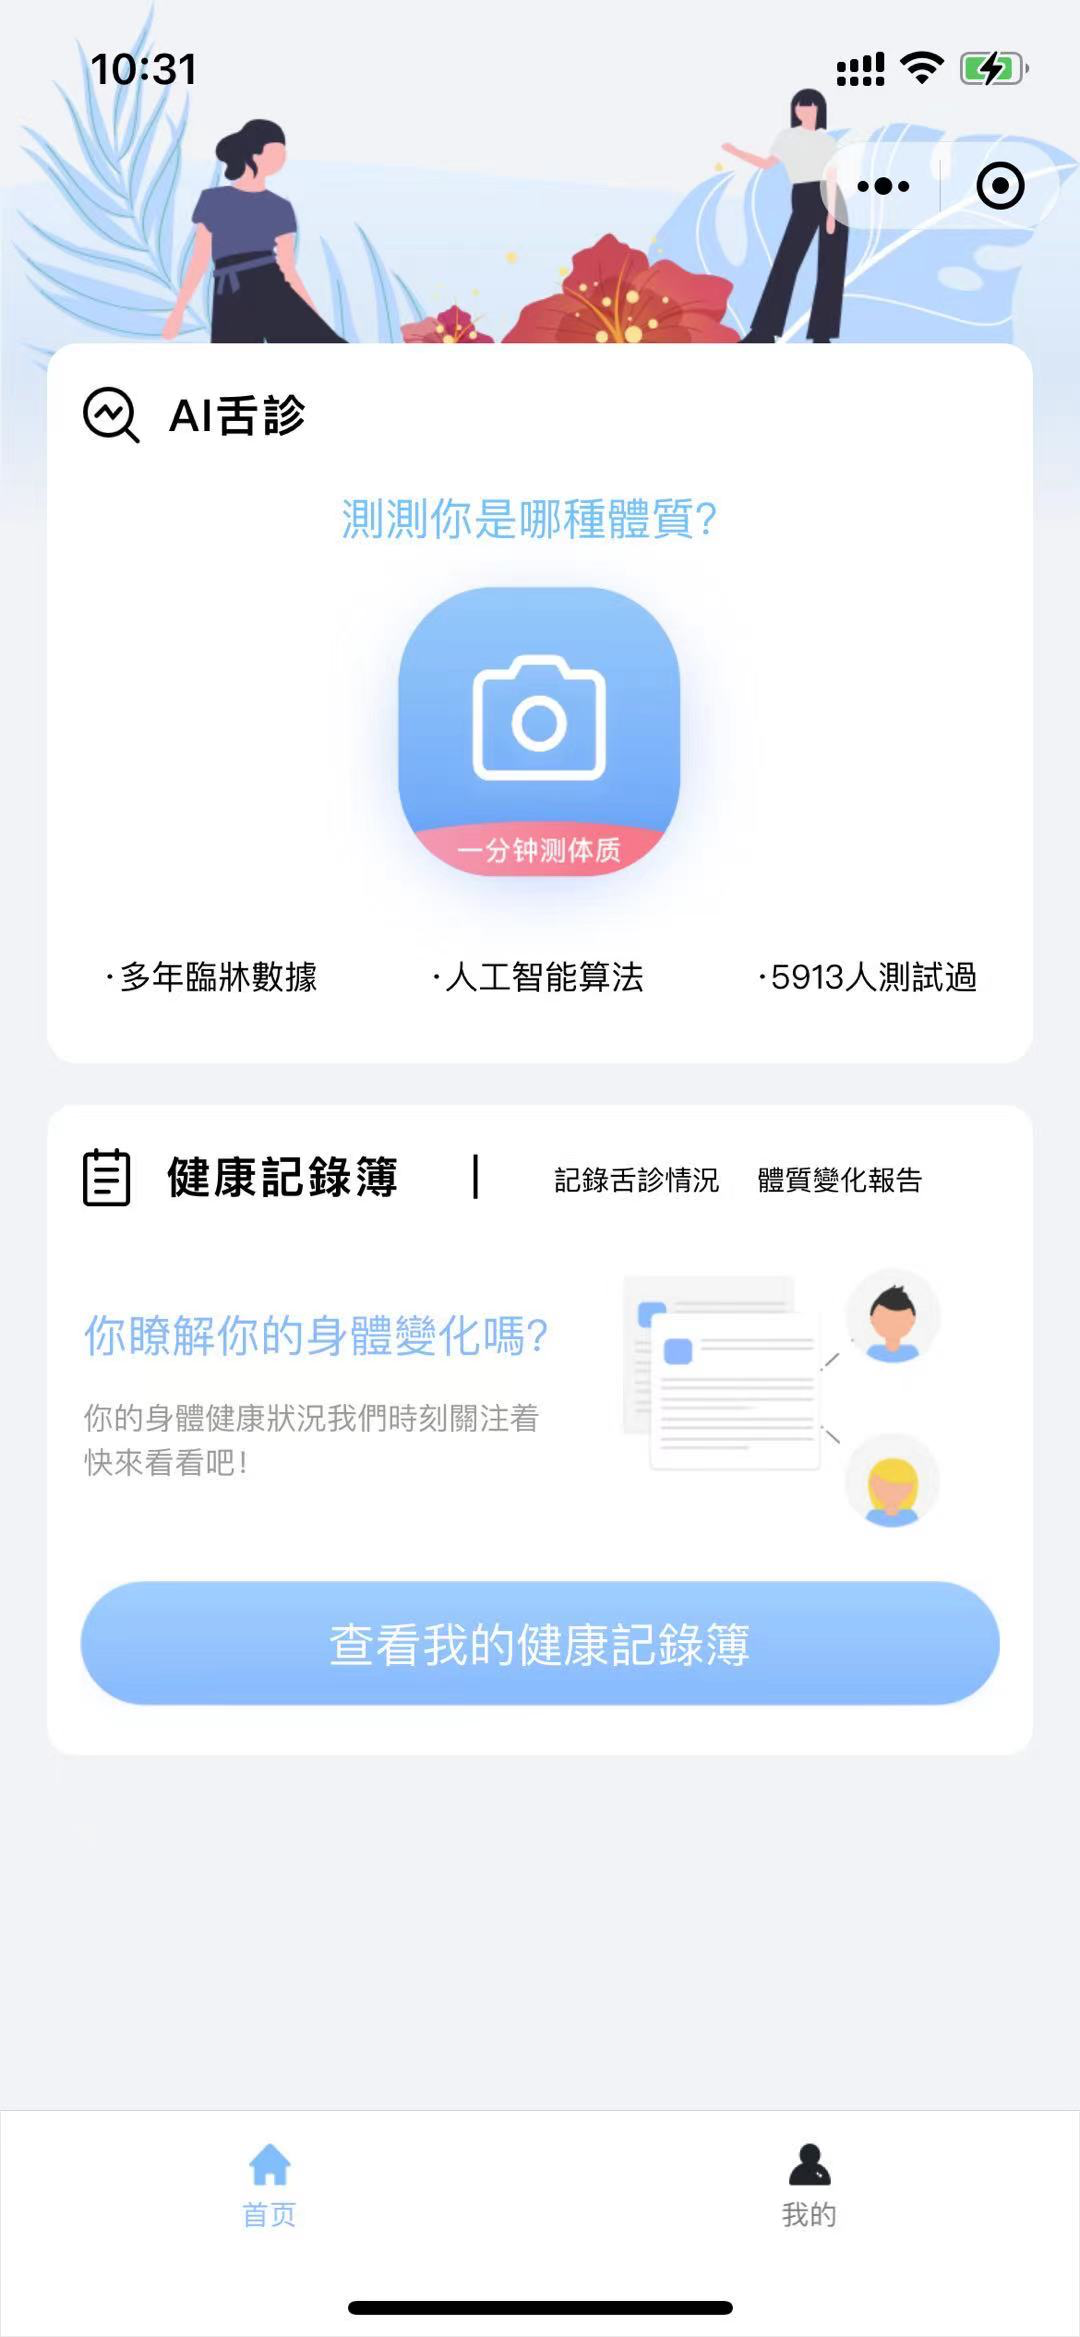 10:31
AI舌診
測測你是哪種體質?
一分钟测体质
·多年臨牀數據
·人工智能算法
·5913人測試過
健康記錄簿 | 記錄舌診情況 體質變化報告
你瞭解你的身體變化嗎?
你的身體健康狀況我們時刻關注着
快來看看吧!
查看我的健康記錄簿
首页
我的